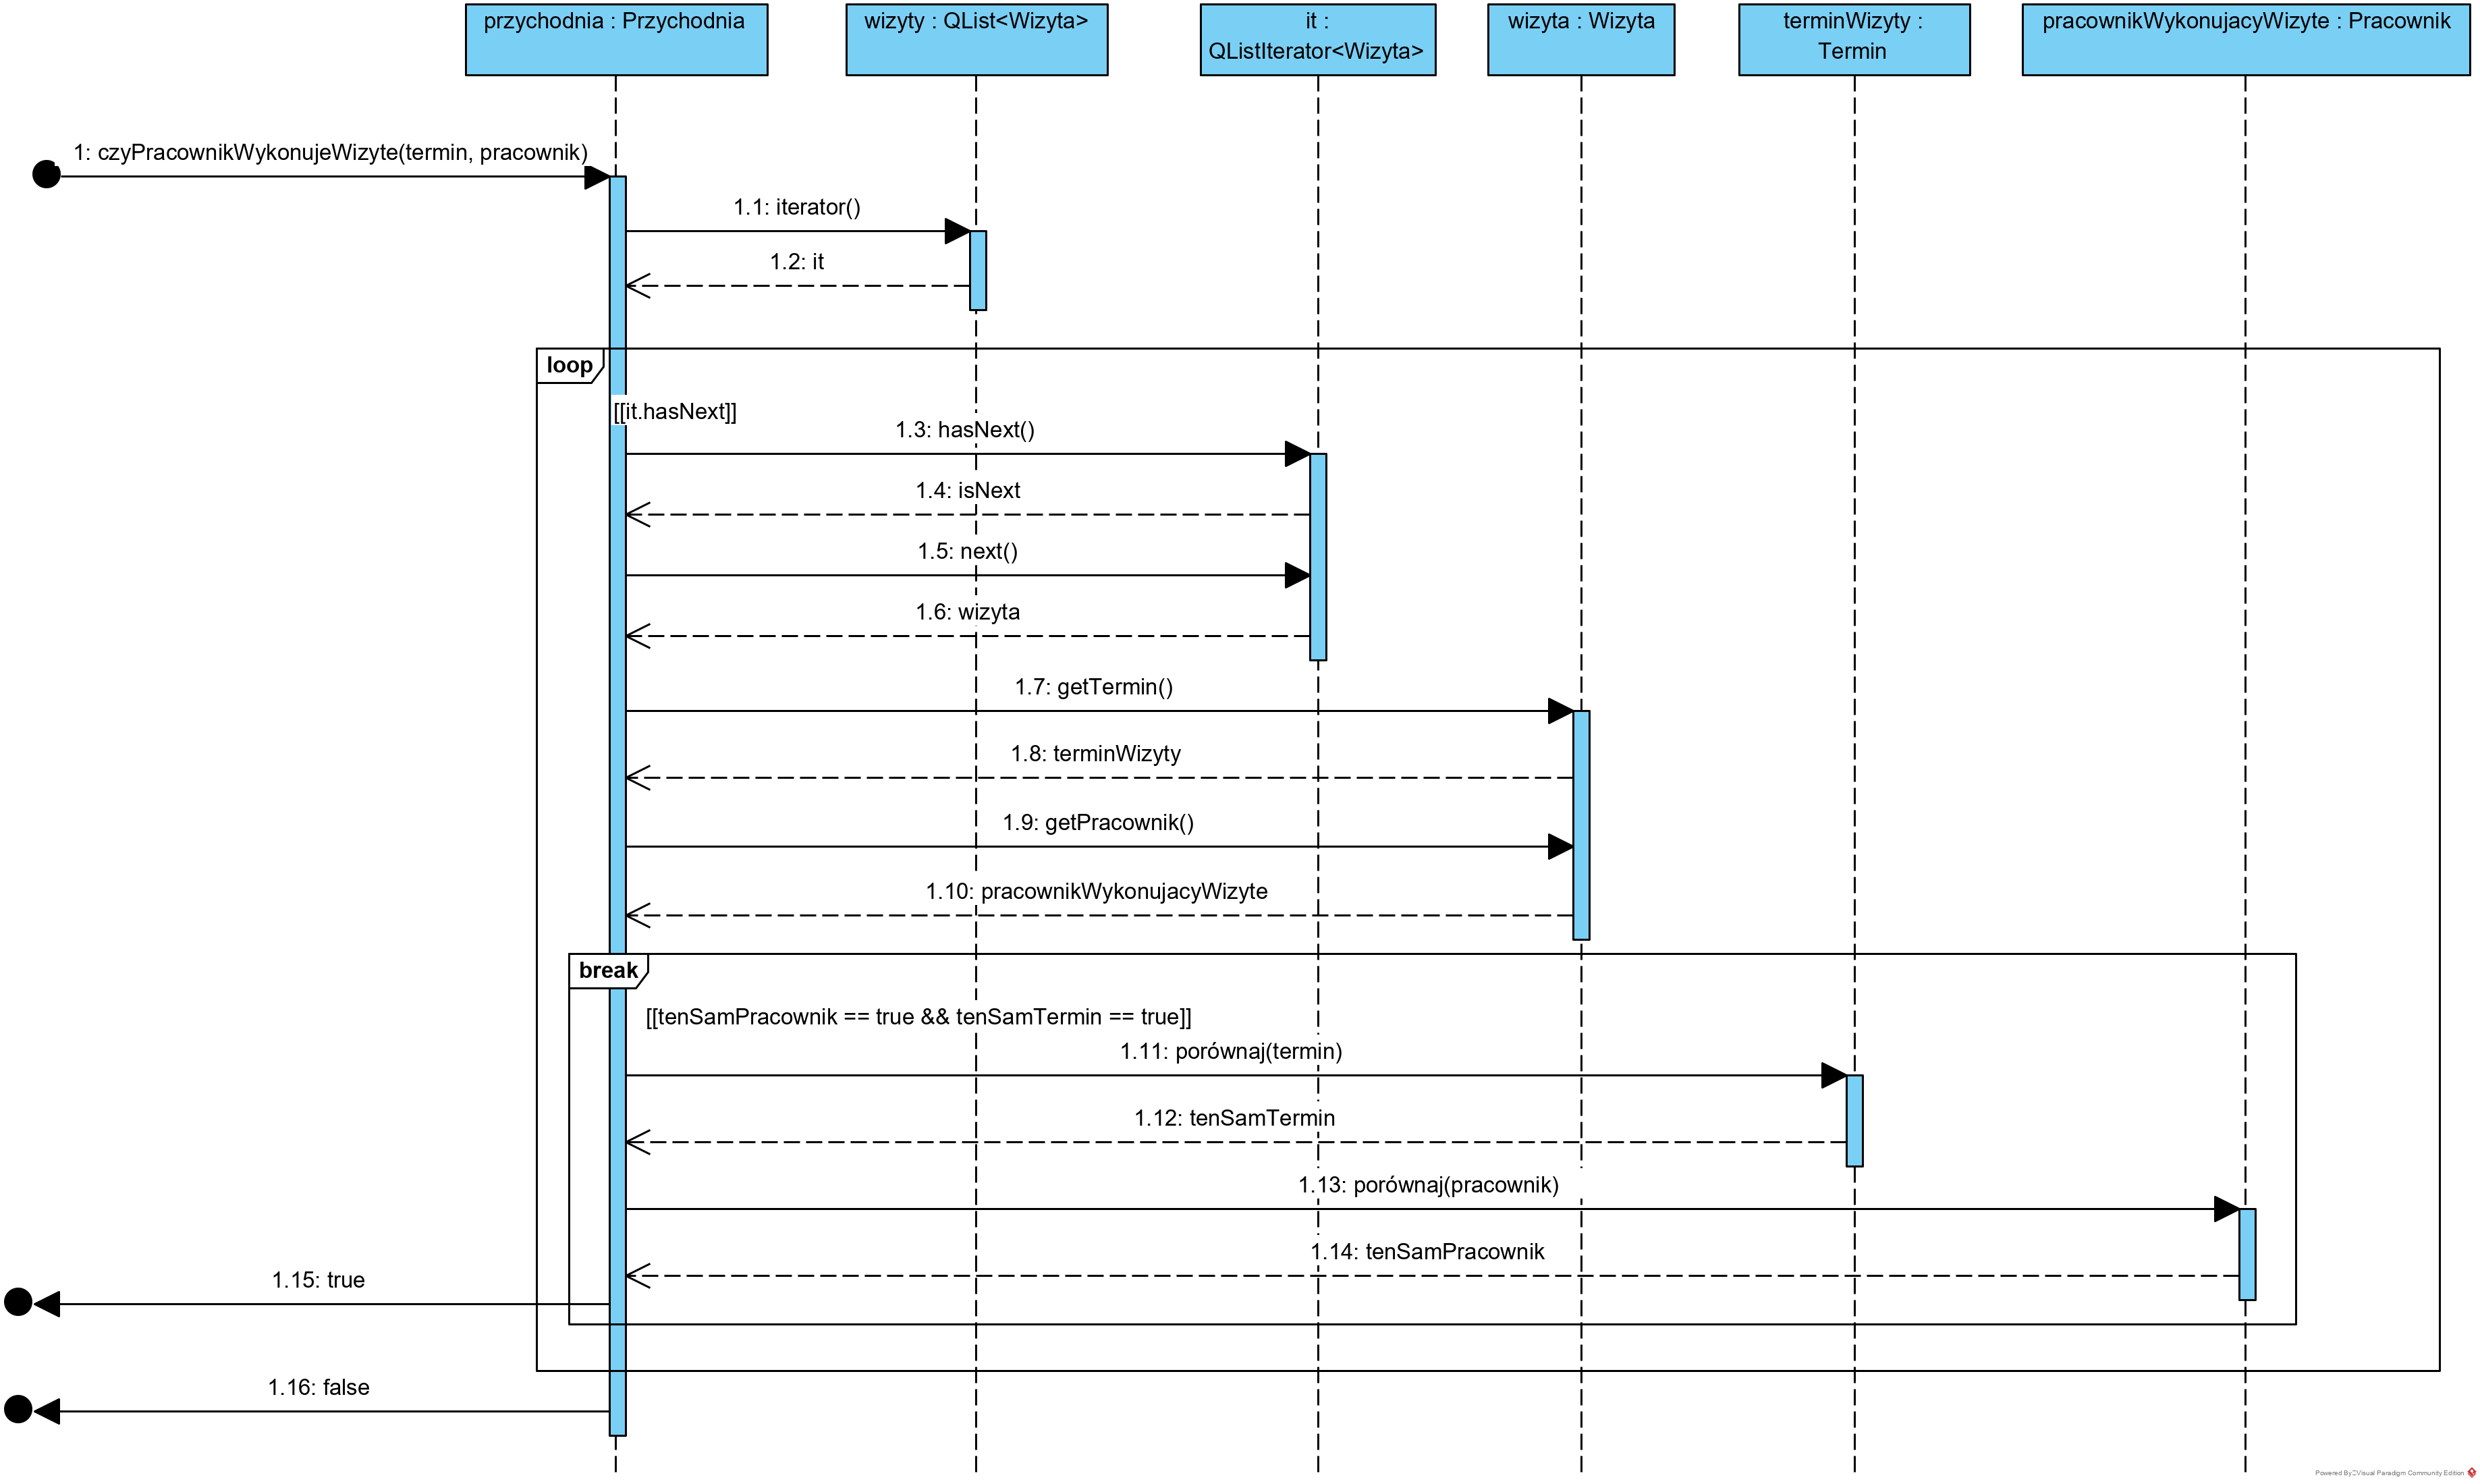 przychodnia : Przychodnia
wizyty : QList<Wizyta>
it :
QListIterator<Wizyta>
wizyta : Wizyta
terminWizyty :
Termin
pracownikWykonujacyWizyte : Pracownik
1: czyPracownikWykonujeWizyte(termin, pracownik)
1.1: iterator()
1.2: it
loop
[[it.hasNext]]
1.3: hasNext()
1.4: isNext
1.5: next()
1.6: wizyta
1.7: getTermin()
1.8: terminWizyty
1.9: getPracownik()
1.10: pracownikWykonujacyWizyte
break
[[tenSamPracownik == true && tenSamTermin == true]]
1.11: porównaj(termin)
1.12: tenSamTermin
1.13: porównaj(pracownik)
1.14: tenSamPracownik
1.15: true
1.16: false
Powered By Visual Paradigm Community Edition